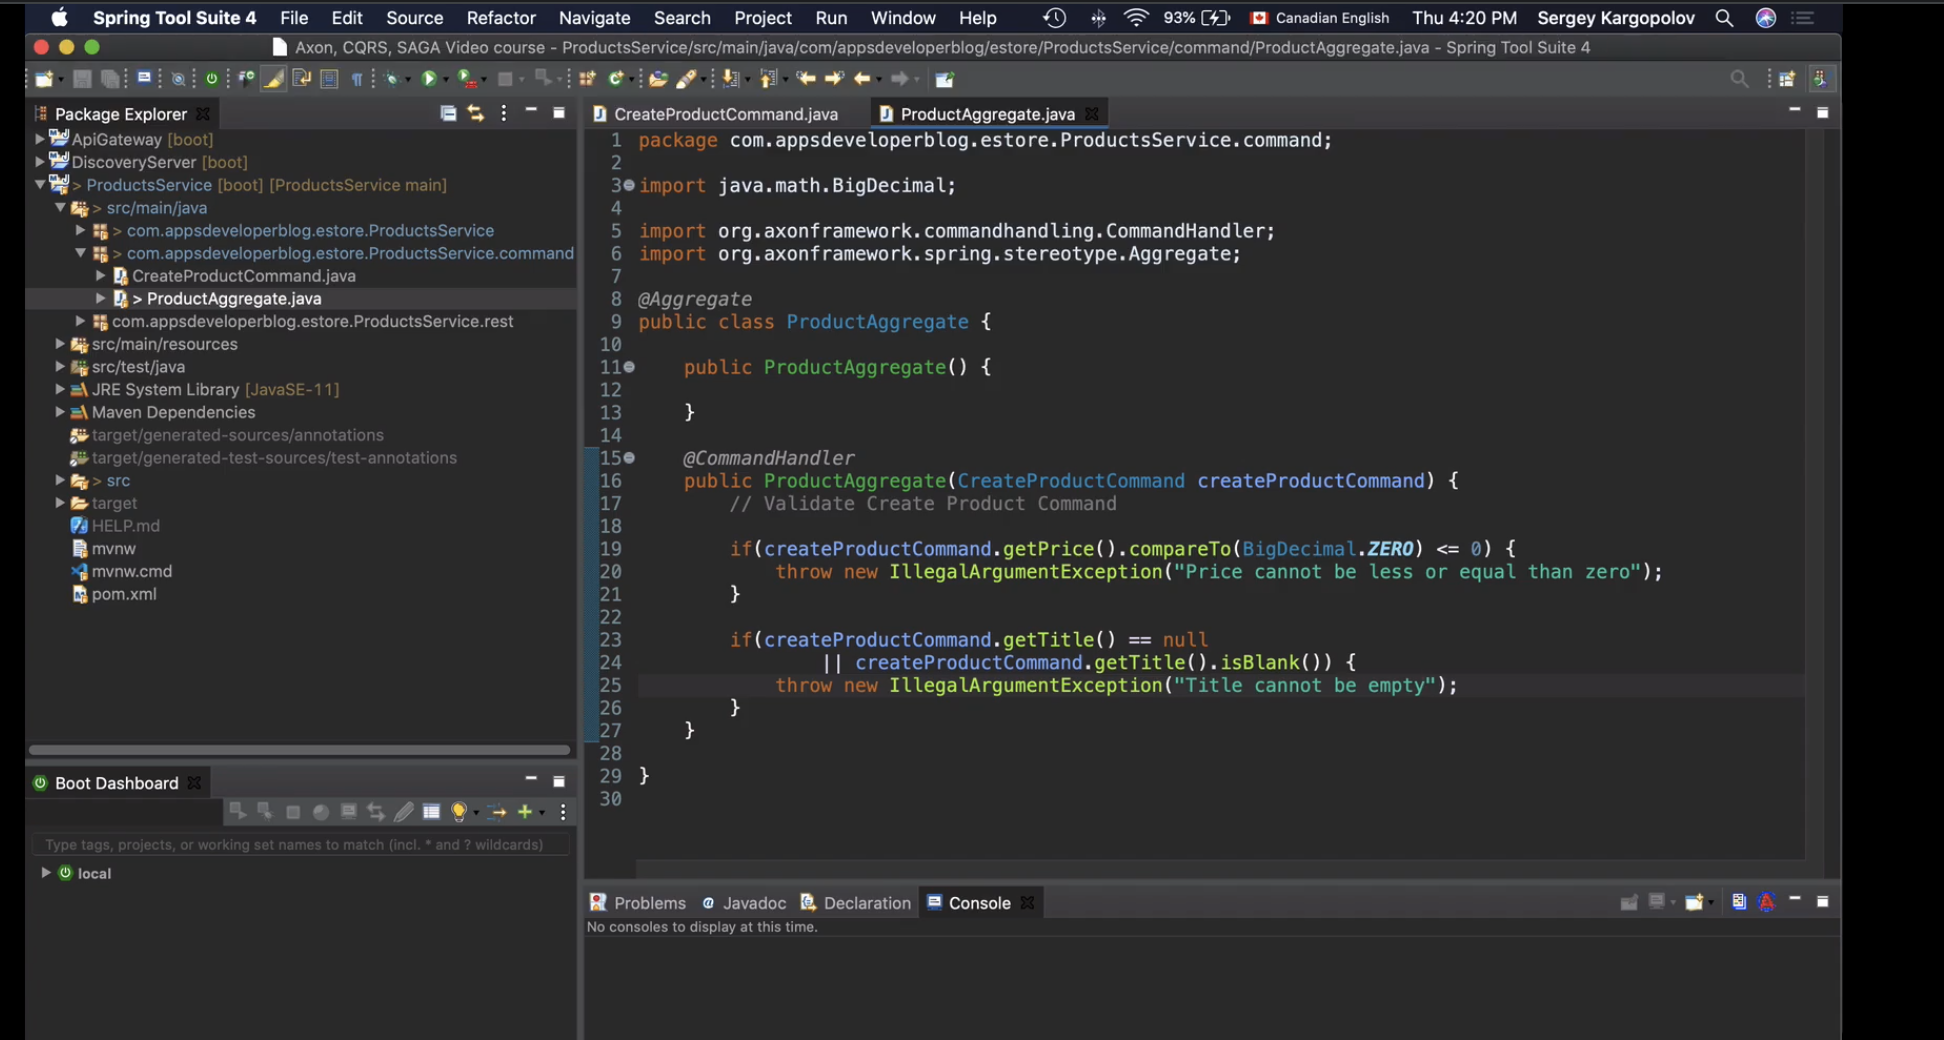 Spring Tool Suite 4 File Edit Source Refactor Navigate Search Project Run Window Help 93% Canadian English Thu 4:20 PM Sergey Kargopolov
Axon, CQRS, SAGA Video course - ProductsService/src/main/java/com/appsdeveloperblog/estore/ProductsService/command/ProductAggregate.java - Spring Tool Suite 4
Package Explorer
ApiGateway [boot]
DiscoveryServer [boot]
> ProductsService [boot] [ProductsService main]
> src/main/java
> com.appsdeveloperblog.estore.ProductsService
> com.appsdeveloperblog.estore.ProductsService.command
CreateProductCommand.java
> ProductAggregate.java
com.appsdeveloperblog.estore.ProductsService.rest
src/main/resources
src/test/java
JRE System Library [JavaSE-11]
Maven Dependencies
target/generated-sources/annotations
target/generated-test-sources/test-annotations
> src
target
HELP.md
mvnw
mvnw.cmd
pom.xml
Boot Dashboard
Type tags, projects, or working set names to match (incl. * and ? wildcards)
local
CreateProductCommand.java ProductAggregate.java
1 package com.appsdeveloperblog.estore.ProductsService.command;
2
3 import java.math.BigDecimal;
4
5 import org.axonframework.commandhandling.CommandHandler;
6 import org.axonframework.spring.stereotype.Aggregate;
7
8 @Aggregate
9 public class ProductAggregate {
10
11 public ProductAggregate() {
12
13 }
14
15 @CommandHandler
16 public ProductAggregate(CreateProductCommand createProductCommand) {
17 // Validate Create Product Command
18
19 if(createProductCommand.getPrice().compareTo(BigDecimal.ZERO) <= 0) {
20 throw new IllegalArgumentException("Price cannot be less or equal than zero");
21 }
22
23 if(createProductCommand.getTitle() == null
24 || createProductCommand.getTitle().isBlank()) {
25 throw new IllegalArgumentException("Title cannot be empty");
26 }
27 }
28
29 }
30
Problems Javadoc Declaration Console
No consoles to display at this time.